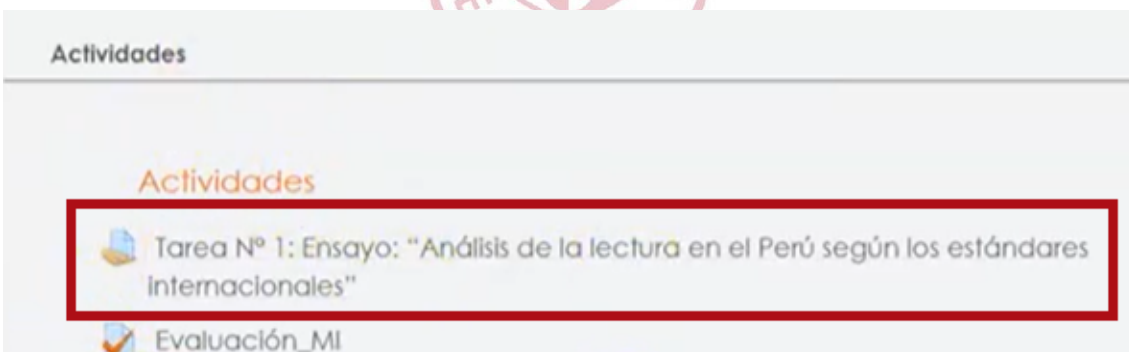 Actividades
Actividades
Tarea Nº 1: Ensayo: “Análisis de la lectura en el Perú según los estándares
internacionales”
Evaluación_MI